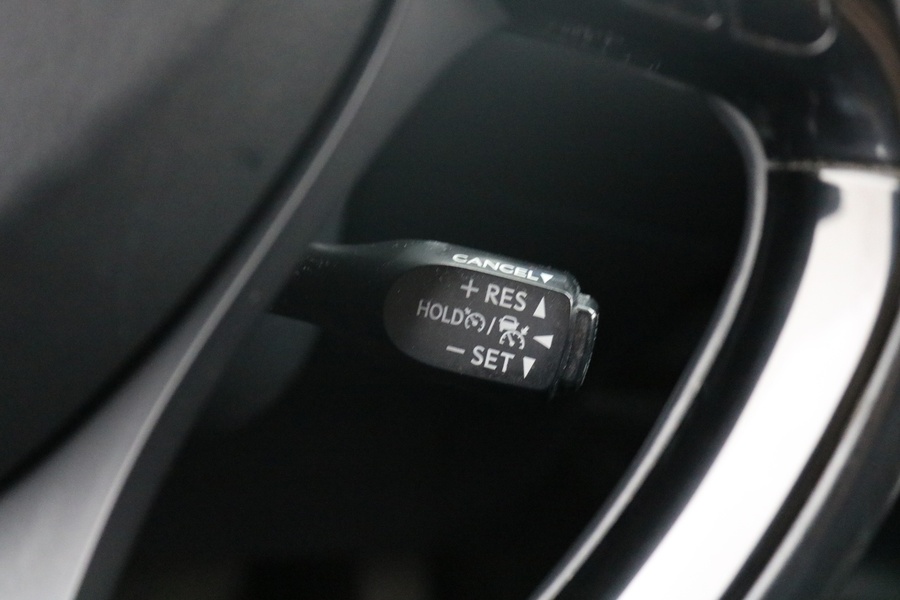 CANCEL▼
+ RES ▲
HOLD / ◀
− SET ▼